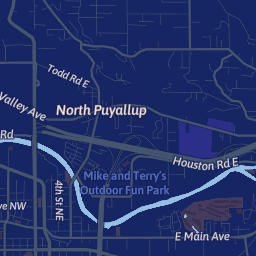 Todd Rd E
Valley Ave
North Puyallup
Rd
Houston Rd E
Mike and Terry's
Outdoor Fun Park
4th St NE
ve NW
E Main Ave